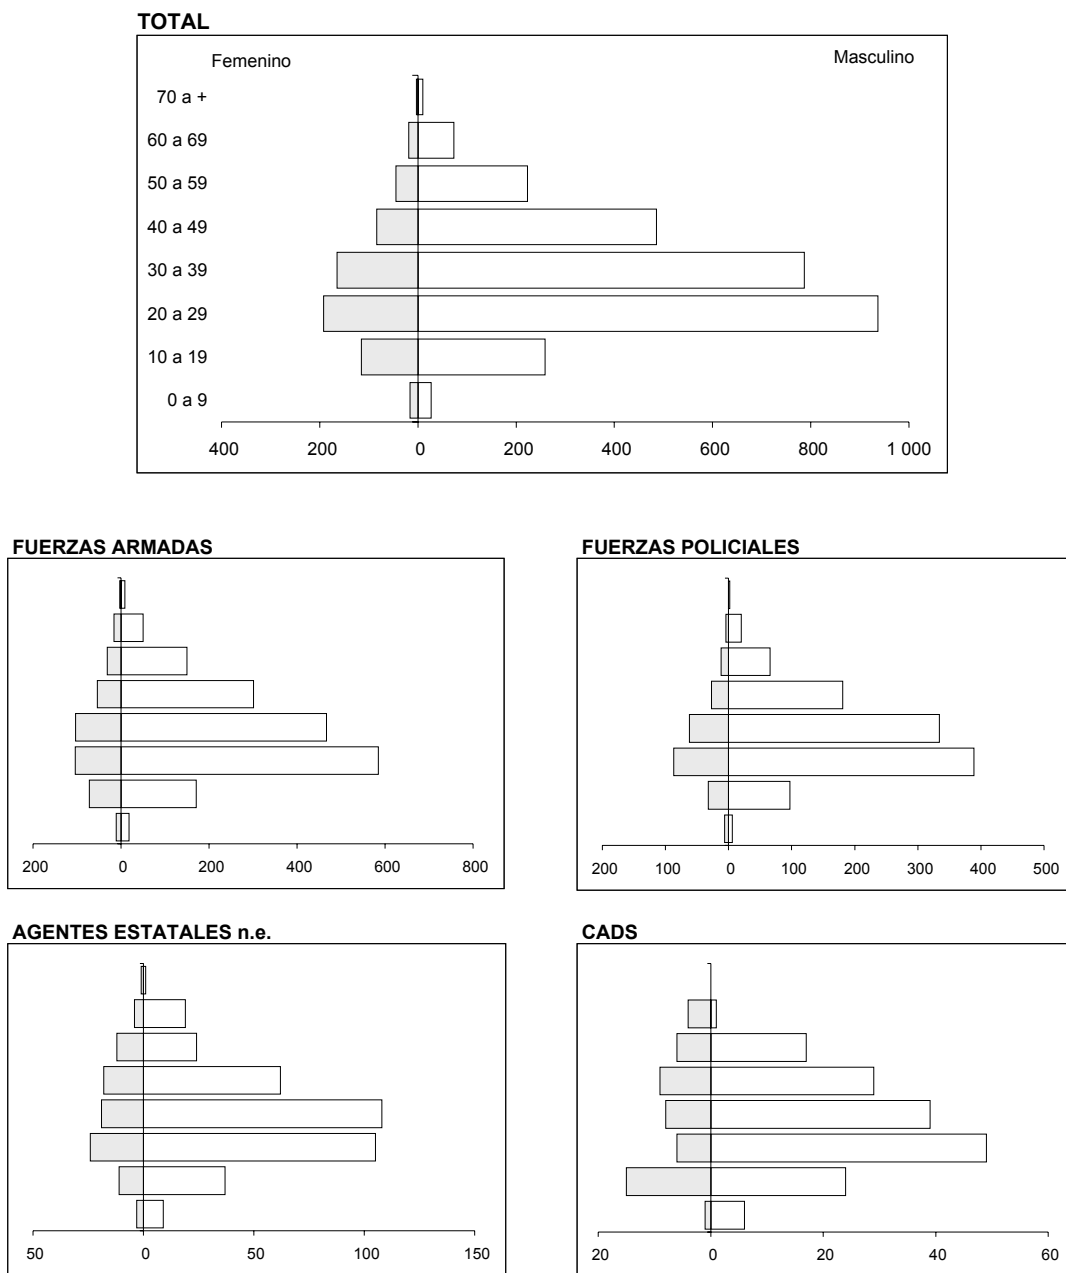 TOTAL
Femenino Masculino
70 a +
60 a 69
50 a 59
40 a 49
30 a 39
20 a 29
10 a 19
0 a 9
400 200 0 200 400 600 800 1 000
FUERZAS ARMADAS
200 0 200 400 600 800
FUERZAS POLICIALES
200 100 0 100 200 300 400 500
AGENTES ESTATALES n.e.
50 0 50 100 150
CADS
20 0 20 40 60